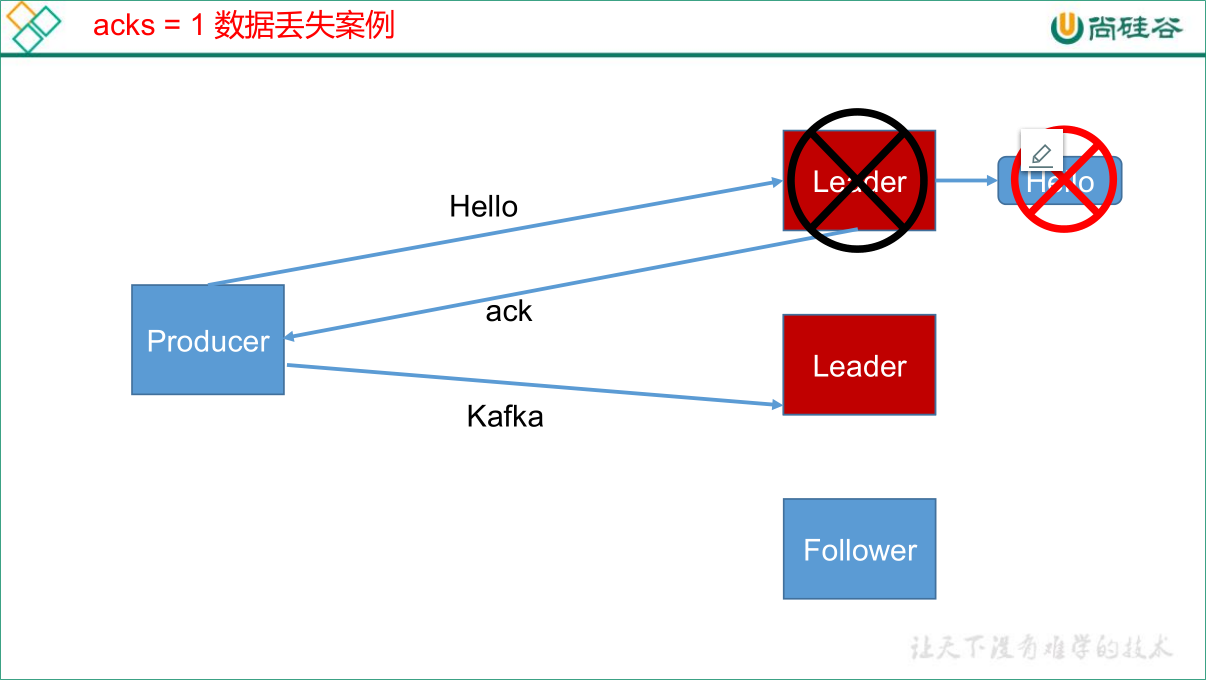 acks = 1 数据丢失案例
尚硅谷
Leader
Hello
Hello
ack
Producer
Leader
Kafka
Follower
让天下没有难学的技术